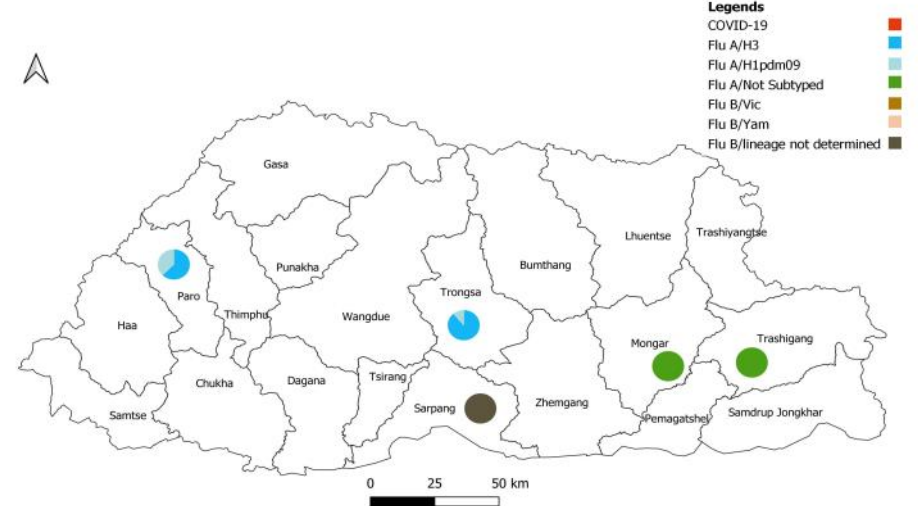 Legends
COVID-19
Flu A/H3
Flu A/H1pdm09
Flu A/Not Subtyped
Flu B/Vic
Flu B/Yam
Flu B/lineage not determined
Gasa
Lhuentse
Trashiyangtse
Punakha
Bumthang
Paro
Trongsa
Thimphu
Wangdue
Haa
Mongar
Trashigang
Chukha
Dagana
Tsirang
Samtse
Sarpang
Zhemgang
Pemagatshel
Samdrup Jongkhar
0 25 50 km